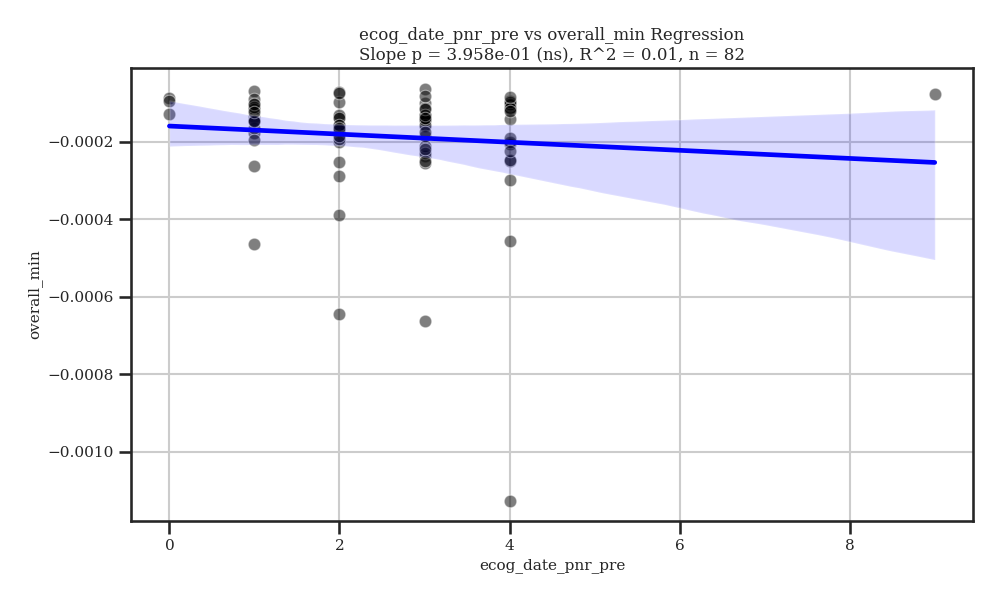 ecog_date_pnr_pre vs overall_min Regression
Slope p = 3.958e-01 (ns), R^2 = 0.01, n = 82
overall_min
−0.0002
−0.0004
−0.0006
−0.0008
−0.0010
0 2 4 6 8
ecog_date_pnr_pre